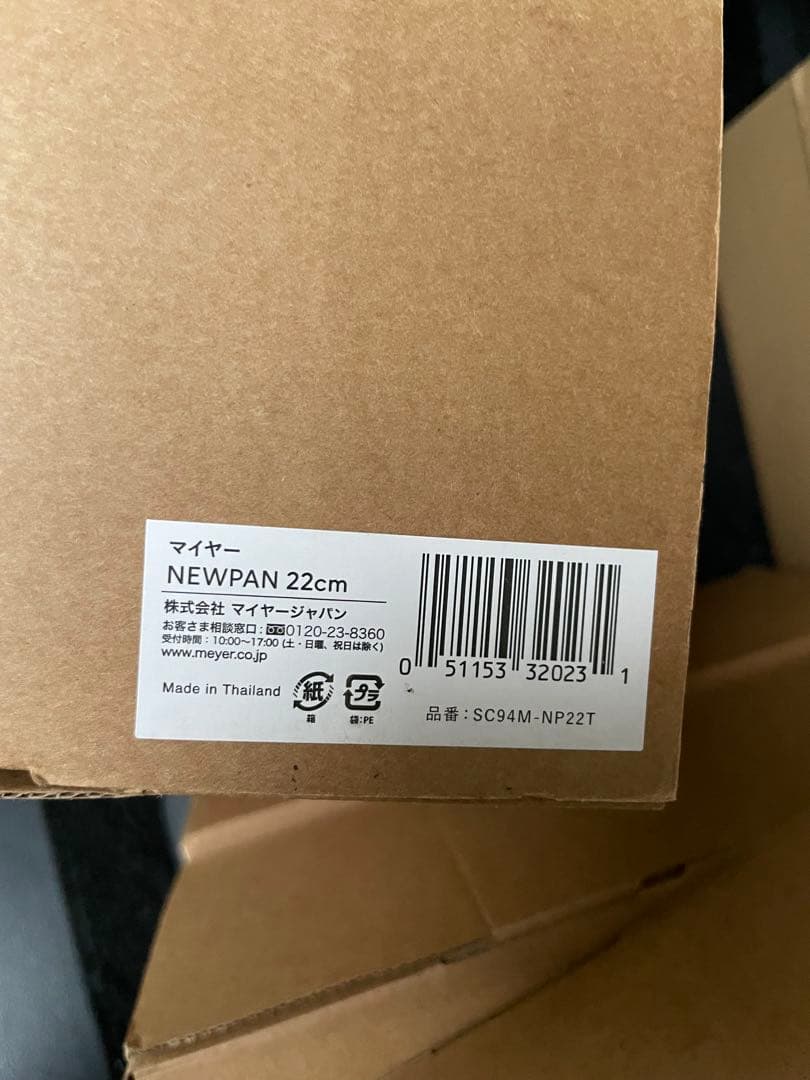 マイヤー
NEWPAN 22cm
株式会社 マイヤージャパン
お客さま相談窓口:0120-23-8360
受付時間:10:00〜17:00 (土・日曜、祝日は除く)
www.meyer.co.jp
Made in Thailand
紙
箱
プラ
袋:PE
0 51153 32023 1
品番:SC94M-NP22T